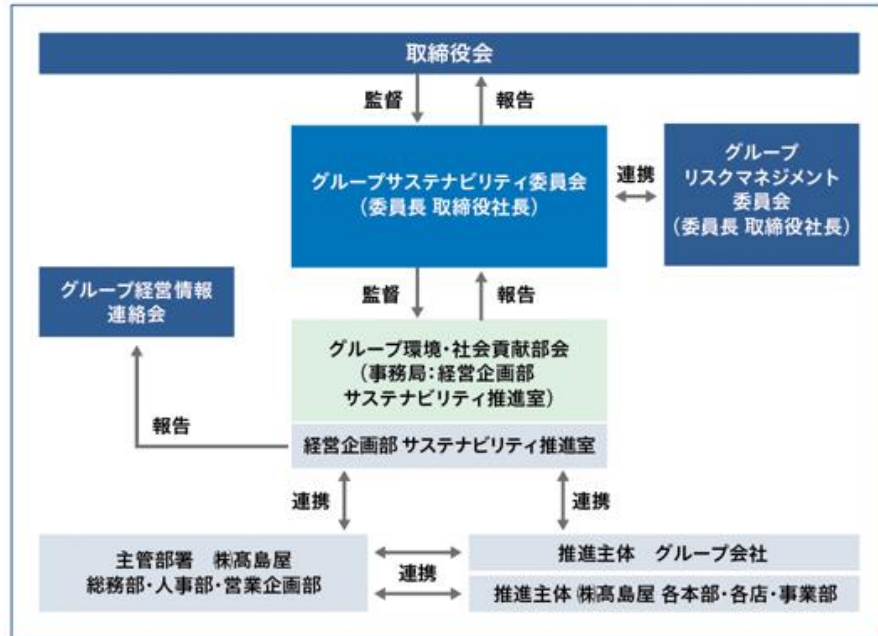 取締役会
監督
報告
グループサステナビリティ委員会
（委員長 取締役社長）
連携
グループ
リスクマネジメント
委員会
（委員長 取締役社長）
グループ経営情報
連絡会
監督
報告
グループ環境・社会貢献部会
（事務局：経営企画部
サステナビリティ推進室）
報告
経営企画部 サステナビリティ推進室
連携
連携
主管部署　㈱髙島屋
総務部・人事部・営業企画部
連携
推進主体　グループ会社
推進主体 ㈱髙島屋 各本部・各店・事業部